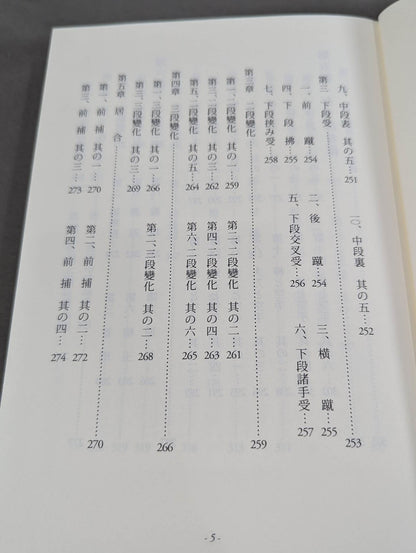 九、中段表 其の五…251 一〇、中段裏 其の五…252
第三 下段受………253
一、前 蹴…254 二、後 蹴…254 三、横 蹴…255
四、下段拂…255 五、下段交叉受…256 六、下段諸手受…257
七、下段挟み受…258
第三章 二段變化………259
第一、二段變化 其の一…259 第二、二段變化 其の二…261
第三、二段變化 其の三…262 第四、二段變化 其の四…263
第五、二段變化 其の五…264 第六、二段變化 其の六…265
第四章 三段變化………266
第一、三段變化 其の一…266 第二、三段變化 其の二…268
第三、三段變化 其の三…269
第五章 居 合………270
第一、前 捕 其の一…270 第二、前 捕 其の二…272
第三、前 捕 其の三…273 第四、前 捕 其の四…274
- 5 -